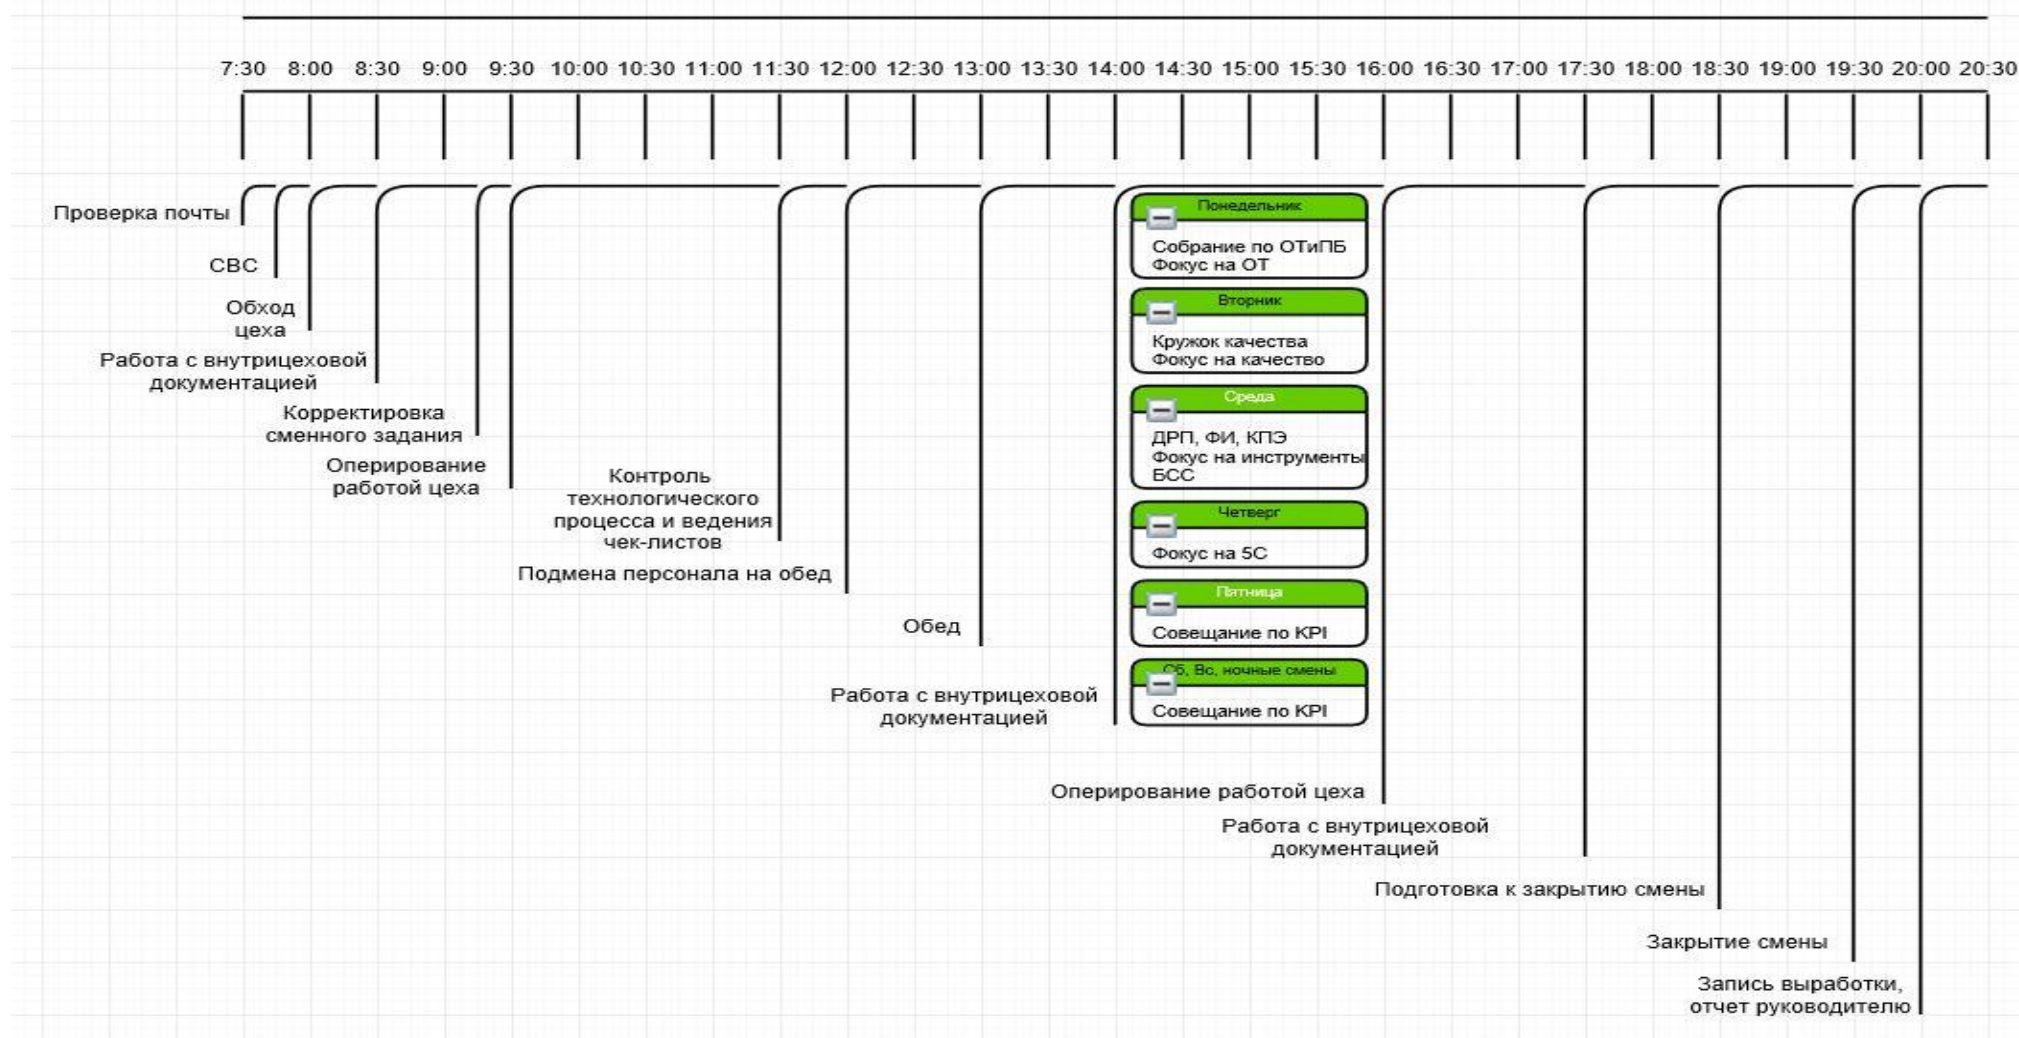 7:30 8:00 8:30 9:00 9:30 10:00 10:30 11:00 11:30 12:00 12:30 13:00 13:30 14:00 14:30 15:00 15:30 16:00 16:30 17:00 17:30 18:00 18:30 19:00 19:30 20:00 20:30
Проверка почты
СВС
Обход
цеха
Работа с внутрицеховой
документацией
Корректировка
сменного задания
Оперирование
работой цеха
Контроль
технологического
процесса и ведения
чек-листов
Подмена персонала на обед
Обед
Работа с внутрицеховой
документацией
Понедельник
Собрание по ОТиПБ
Фокус на ОТ
Вторник
Кружок качества
Фокус на качество
Среда
ДРП, ФИ, КПЭ
Фокус на инструменты
БСС
Четверг
Фокус на 5С
Пятница
Совещание по KPI
Сб, Вс, ночные смены
Совещание по KPI
Оперирование работой цеха
Работа с внутрицеховой
документацией
Подготовка к закрытию смены
Закрытие смены
Запись выработки,
отчет руководителю